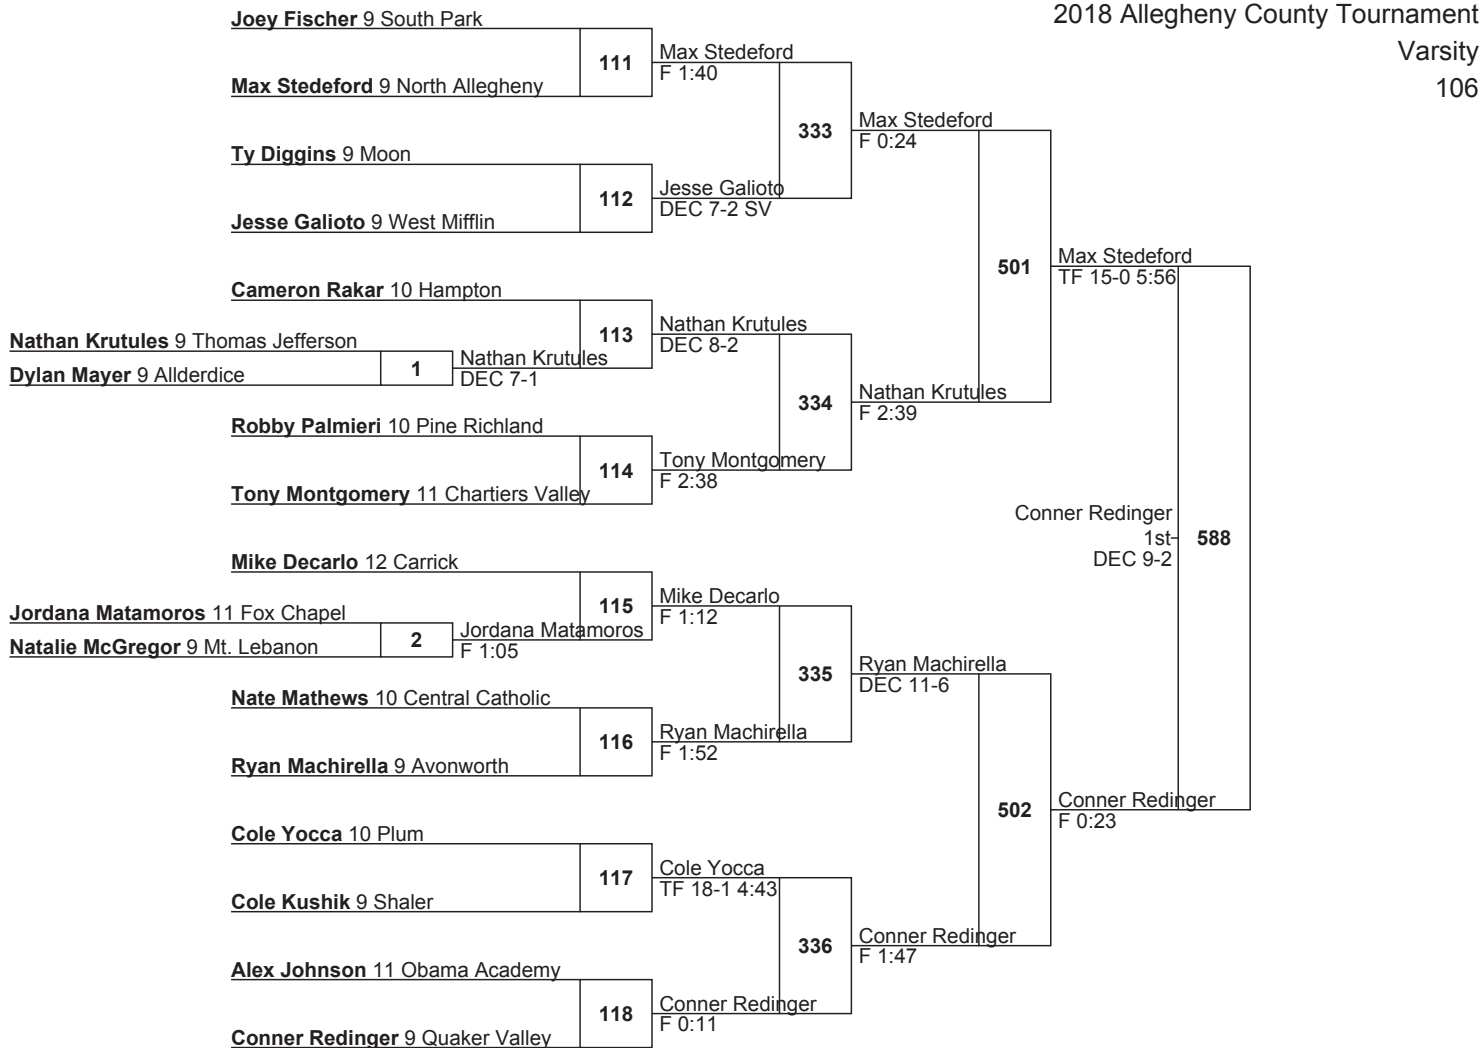 2018 Allegheny County Tournament
Varsity
106
Joey Fischer 9 South Park
111
Max Stedeford
F 1:40
Max Stedeford 9 North Allegheny
333
Max Stedeford
F 0:24
Ty Diggins 9 Moon
112
Jesse Galioto
DEC 7-2 SV
Jesse Galioto 9 West Mifflin
501
Max Stedeford
TF 15-0 5:56
Cameron Rakar 10 Hampton
113
Nathan Krutules
DEC 8-2
Nathan Krutules 9 Thomas Jefferson
1
Nathan Krutules
DEC 7-1
Dylan Mayer 9 Allderdice
334
Nathan Krutules
F 2:39
Robby Palmieri 10 Pine Richland
114
Tony Montgomery
F 2:38
Tony Montgomery 11 Chartiers Valley
Conner Redinger
1st
DEC 9-2
588
Mike Decarlo 12 Carrick
115
Mike Decarlo
F 1:12
Jordana Matamoros 11 Fox Chapel
2
Jordana Matamoros
F 1:05
Natalie McGregor 9 Mt. Lebanon
335
Ryan Machirella
DEC 11-6
Nate Mathews 10 Central Catholic
116
Ryan Machirella
F 1:52
Ryan Machirella 9 Avonworth
502
Conner Redinger
F 0:23
Cole Yocca 10 Plum
117
Cole Yocca
TF 18-1 4:43
Cole Kushik 9 Shaler
336
Conner Redinger
F 1:47
Alex Johnson 11 Obama Academy
118
Conner Redinger
F 0:11
Conner Redinger 9 Quaker Valley